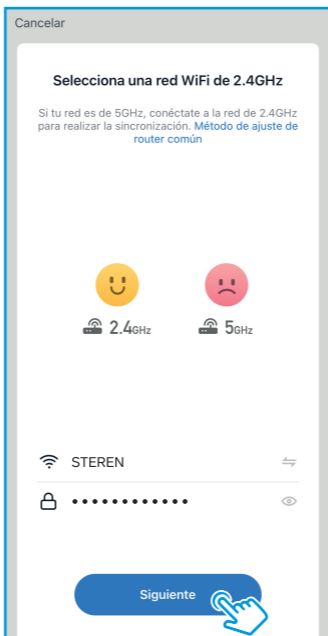 Cancelar
Selecciona una red WiFi de 2.4GHz
Si tu red es de 5GHz, conéctate a la red de 2.4GHz
para realizar la sincronización. Método de ajuste de
router común
2.4GHz 5GHz
STEREN
••••••••••••
Siguiente